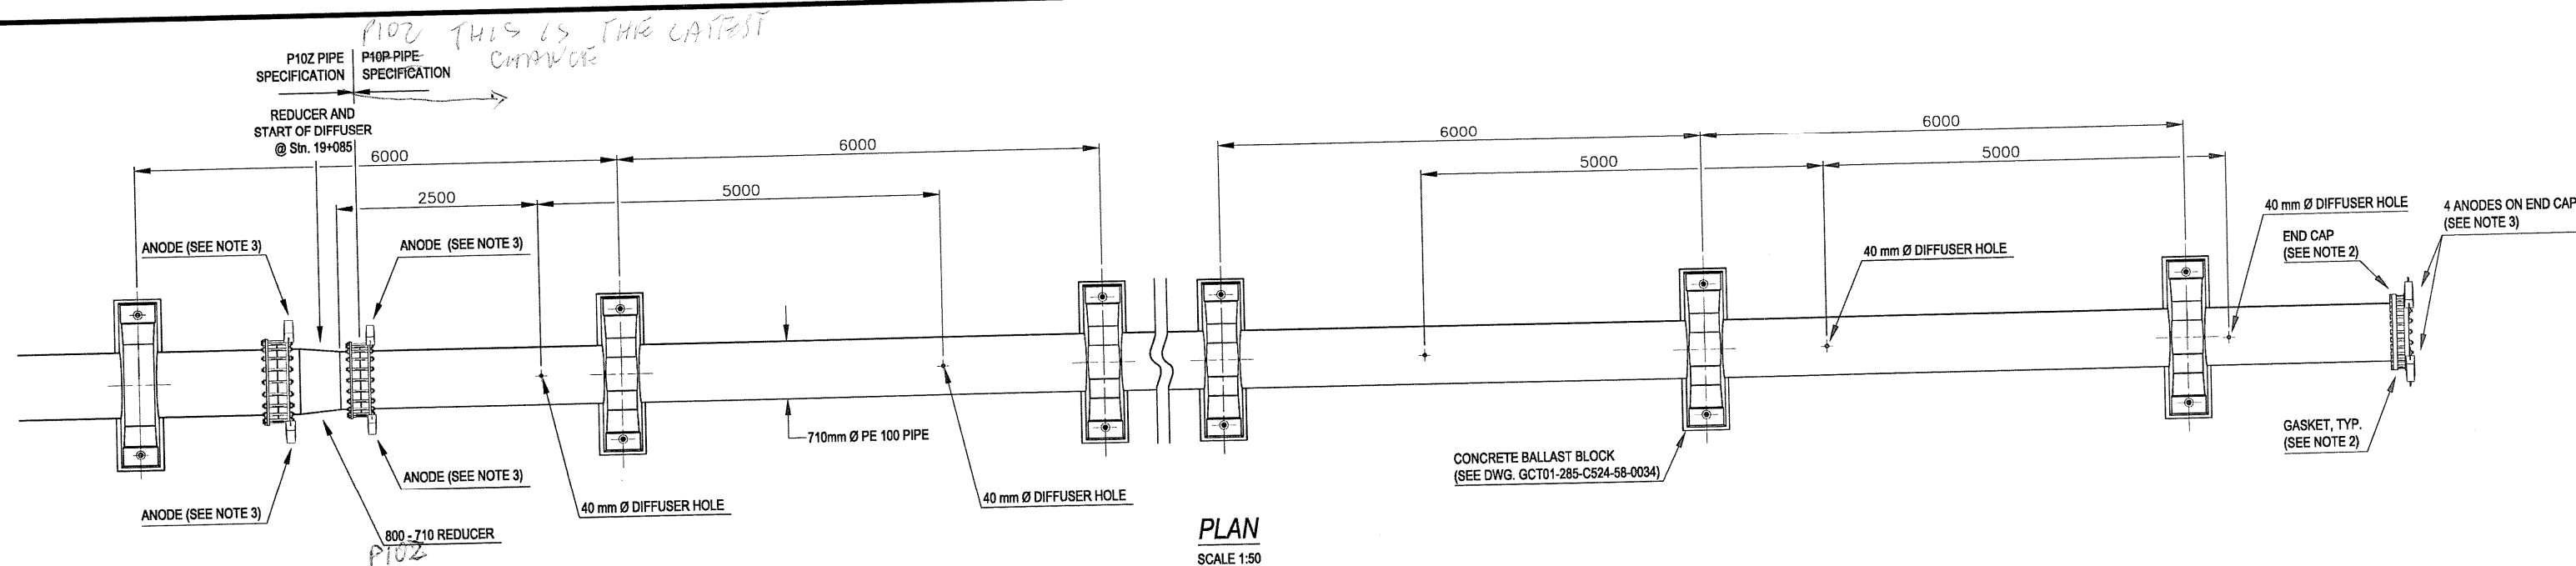 P10Z THIS IS THE LATTEST
CHANGE
P10Z PIPE
SPECIFICATION
P10P PIPE
SPECIFICATION
REDUCER AND
START OF DIFFUSER
@ Stn. 19+085
6000
6000
6000
6000
2500
5000
5000
5000
ANODE (SEE NOTE 3)
ANODE (SEE NOTE 3)
40 mm Ø DIFFUSER HOLE
40 mm Ø DIFFUSER HOLE
END CAP
(SEE NOTE 2)
4 ANODES ON END CAP
(SEE NOTE 3)
710mm Ø PE 100 PIPE
ANODE (SEE NOTE 3)
ANODE (SEE NOTE 3)
40 mm Ø DIFFUSER HOLE
40 mm Ø DIFFUSER HOLE
800 - 710 REDUCER
P10Z
CONCRETE BALLAST BLOCK
(SEE DWG. GCT01-285-C524-58-0034)
GASKET, TYP.
(SEE NOTE 2)
PLAN
SCALE 1:50